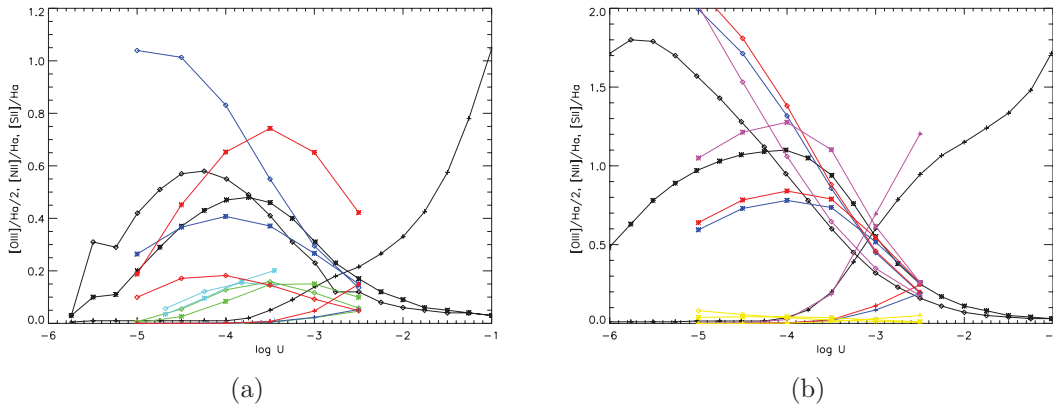 [OIII]/Hα/2, [NII]/Hα, [SII]/Hα
1.2
1.0
0.8
0.6
0.4
0.2
0.0
-6 -5 -4 -3 -2 -1
log U
(a)
[OIII]/Hα/2, [NII]/Hα, [SII]/Hα
2.0
1.5
1.0
0.5
0.0
-6 -5 -4 -3 -2 -1
log U
(b)